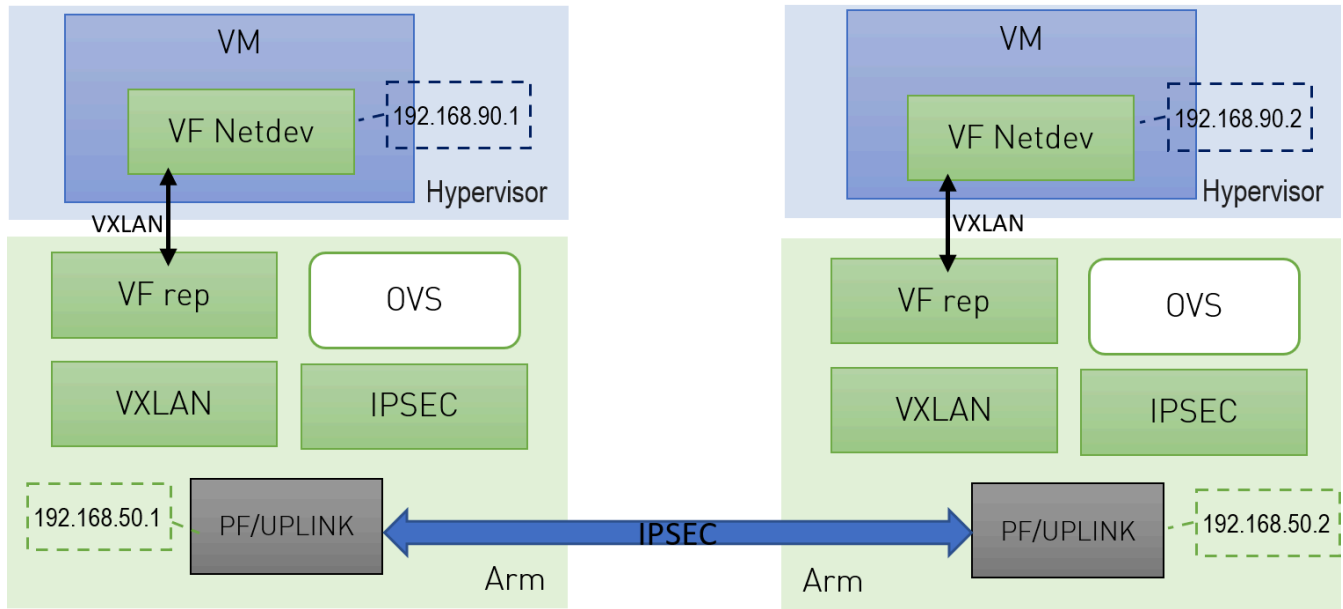 VM
VF Netdev
192.168.90.1
Hypervisor
VXLAN
VF rep
OVS
VXLAN
IPSEC
192.168.50.1
PF/UPLINK
Arm
IPSEC
VM
VF Netdev
192.168.90.2
Hypervisor
VXLAN
VF rep
OVS
VXLAN
IPSEC
PF/UPLINK
192.168.50.2
Arm